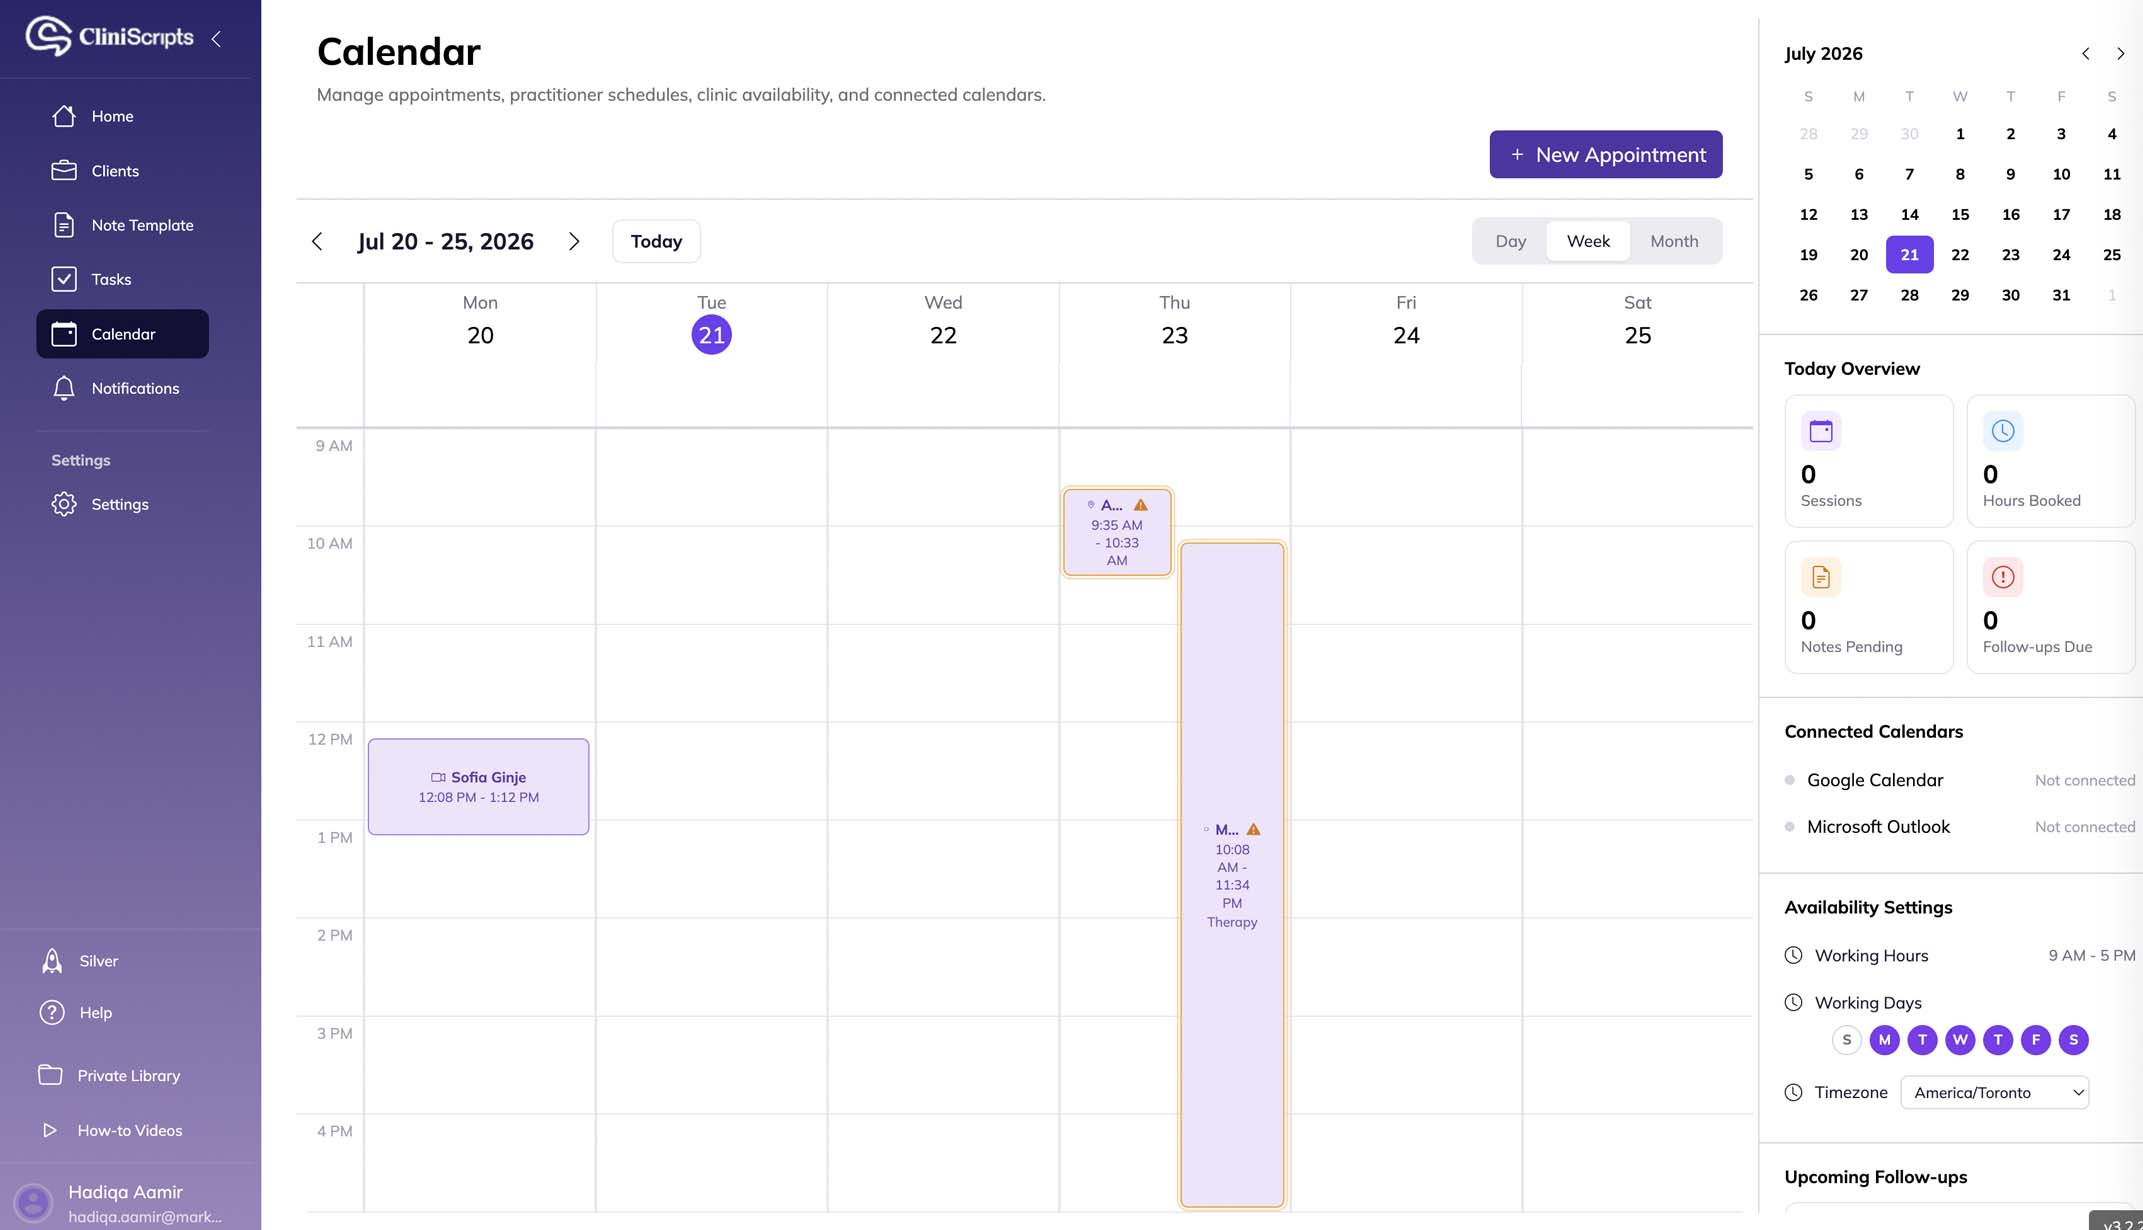 CliniScripts
Home
Clients
Note Template
Tasks
Calendar
Notifications
Settings
Settings
Silver
Help
Private Library
How-to Videos
Hadiqa Aamir
hadiqa.aamir@mark...
Calendar
Manage appointments, practitioner schedules, clinic availability, and connected calendars.
+ New Appointment
Jul 20 - 25, 2026
Today
Day Week Month
Mon Tue Wed Thu Fri Sat
20 21 22 23 24 25
9 AM
10 AM
11 AM
12 PM
1 PM
2 PM
3 PM
4 PM
Sofia Ginje
12:08 PM - 1:12 PM
A...
9:35 AM
- 10:33
AM
M...
10:08
AM -
11:34
PM
Therapy
July 2026
S M T W T F S
28 29 30 1 2 3 4
5 6 7 8 9 10 11
12 13 14 15 16 17 18
19 20 21 22 23 24 25
26 27 28 29 30 31 1
Today Overview
0
Sessions
0
Hours Booked
0
Notes Pending
0
Follow-ups Due
Connected Calendars
Google Calendar Not connected
Microsoft Outlook Not connected
Availability Settings
Working Hours 9 AM - 5 PM
Working Days
S M T W T F S
Timezone America/Toronto
Upcoming Follow-ups